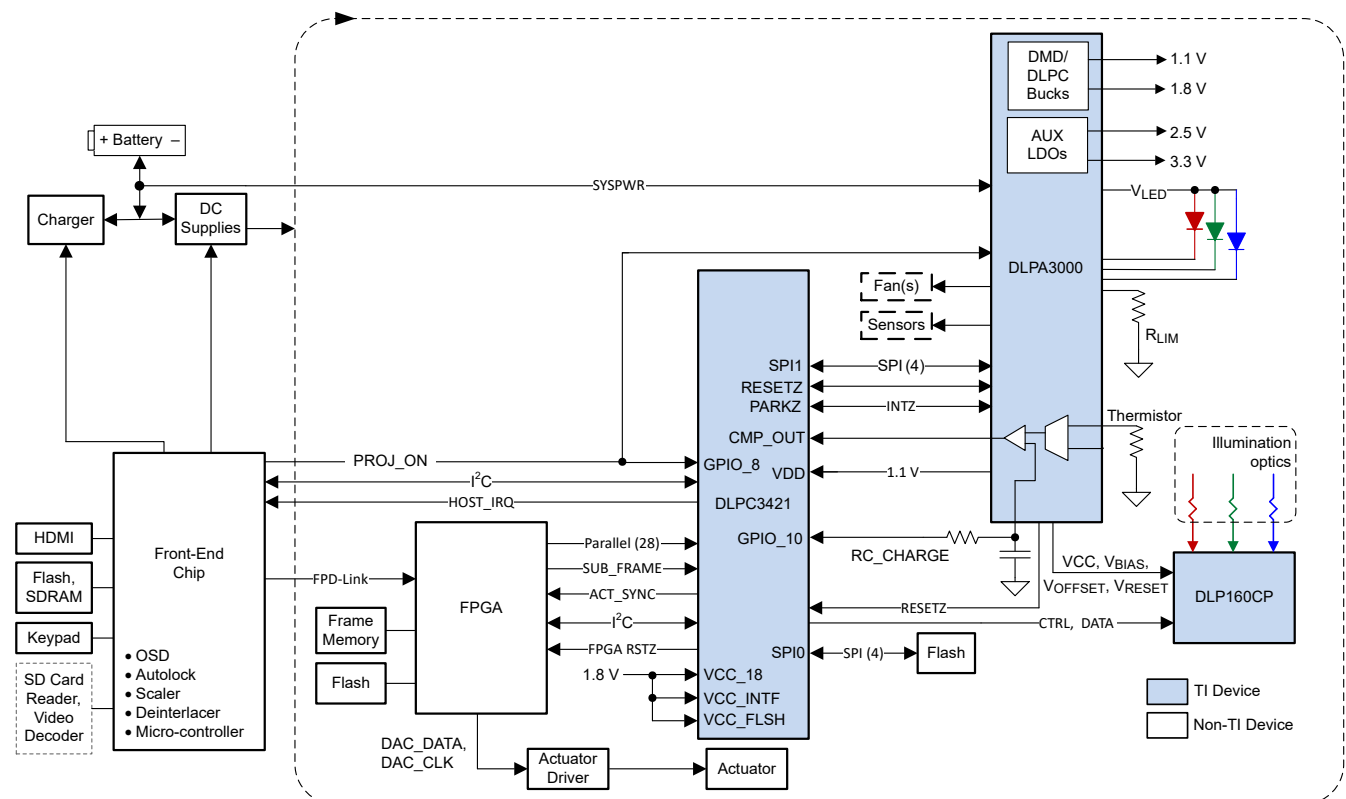 DMD/
DLPC
Bucks
1.1 V
1.8 V
AUX
LDOs
2.5 V
3.3 V
+ Battery –
SYSPWR
Charger
DC
Supplies
VLED
DLPA3000
Fan(s)
Sensors
RLIM
SPI1
SPI (4)
RESETZ
PARKZ
INTZ
CMP_OUT
Thermistor
Illumination
optics
PROJ_ON
GPIO_8
VDD
1.1 V
I2C
HOST_IRQ
DLPC3421
HDMI
Flash,
SDRAM
Keypad
SD Card
Reader,
Video
Decoder
Front-End
Chip
• OSD
• Autolock
• Scaler
• Deinterlacer
• Micro-controller
FPD-Link
FPGA
Parallel (28)
SUB_FRAME
ACT_SYNC
I2C
FPGA RSTZ
GPIO_10
RC_CHARGE
VCC, VBIAS,
VOFFSET, VRESET
DLP160CP
RESETZ
CTRL, DATA
Frame
Memory
Flash
SPI0
SPI (4)
Flash
1.8 V
VCC_18
VCC_INTF
VCC_FLSH
TI Device
Non-TI Device
DAC_DATA,
DAC_CLK
Actuator
Driver
Actuator